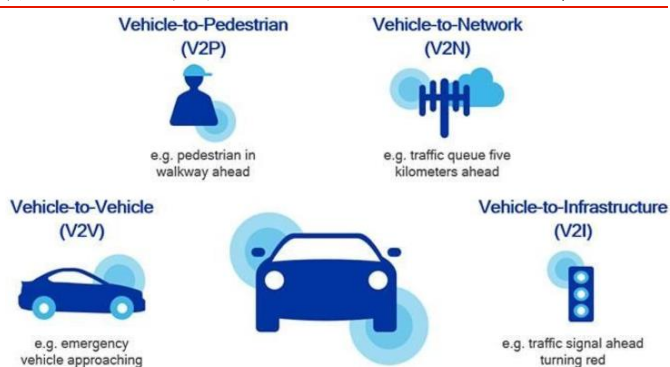 Vehicle-to-Pedestrian
(V2P)
e.g. pedestrian in
walkway ahead
Vehicle-to-Network
(V2N)
e.g. traffic queue five
kilometers ahead
Vehicle-to-Vehicle
(V2V)
e.g. emergency
vehicle approaching
Vehicle-to-Infrastructure
(V2I)
e.g. traffic signal ahead
turning red